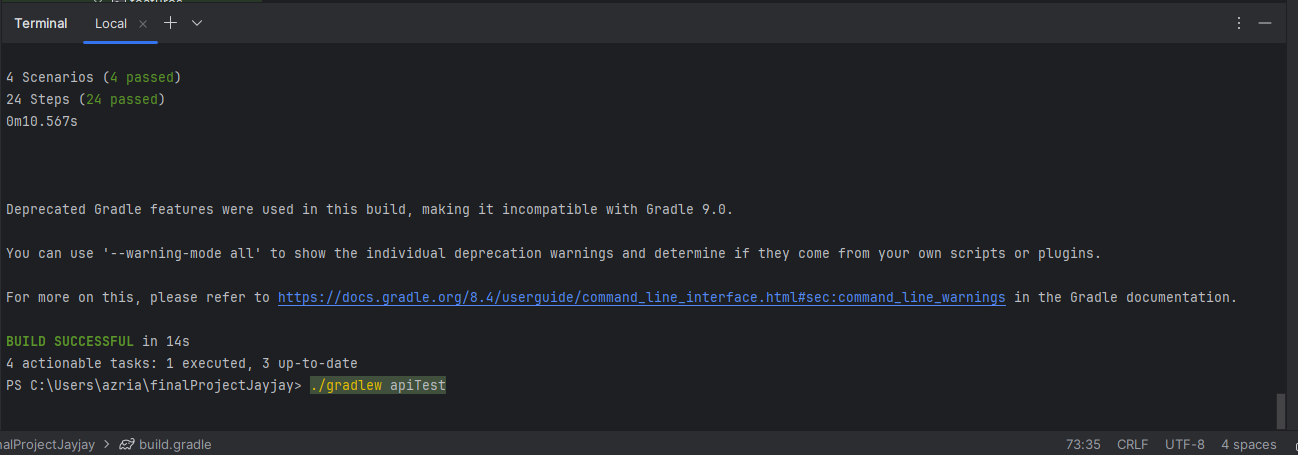 Terminal
Local
4 Scenarios (4 passed)
24 Steps (24 passed)
0m10.567s
Deprecated Gradle features were used in this build, making it incompatible with Gradle 9.0.
You can use '--warning-mode all' to show the individual deprecation warnings and determine if they come from your own scripts or plugins.
For more on this, please refer to https://docs.gradle.org/8.4/userguide/command_line_interface.html#sec:command_line_warnings in the Gradle documentation.
BUILD SUCCESSFUL in 14s
4 actionable tasks: 1 executed, 3 up-to-date
PS C:\Users\azria\finalProjectJayjay> ./gradlew apiTest
nalProjectJayjay > build.gradle
73:35 CRLF UTF-8 4 spaces